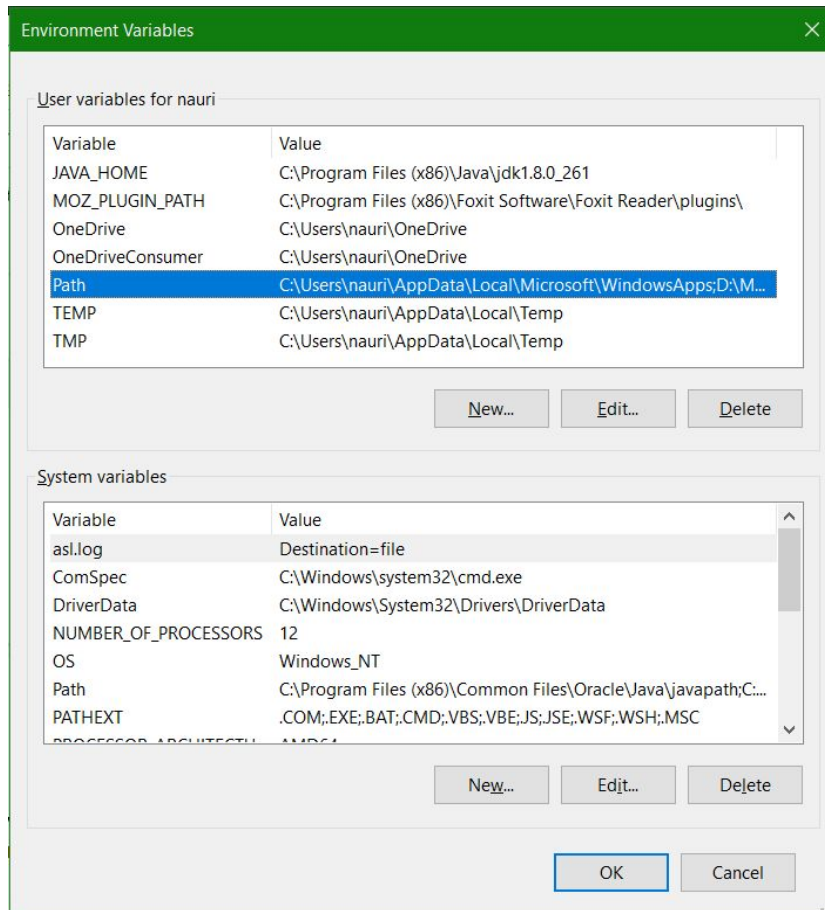 Environment Variables
User variables for nauri
Variable Value
JAVA_HOME C:\Program Files (x86)\Java\jdk1.8.0_261
MOZ_PLUGIN_PATH C:\Program Files (x86)\Foxit Software\Foxit Reader\plugins\
OneDrive C:\Users\nauri\OneDrive
OneDriveConsumer C:\Users\nauri\OneDrive
Path C:\Users\nauri\AppData\Local\Microsoft\WindowsApps;D:\M...
TEMP C:\Users\nauri\AppData\Local\Temp
TMP C:\Users\nauri\AppData\Local\Temp
New... Edit... Delete
System variables
Variable Value
asl.log Destination=file
ComSpec C:\Windows\system32\cmd.exe
DriverData C:\Windows\System32\Drivers\DriverData
NUMBER_OF_PROCESSORS 12
OS Windows_NT
Path C:\Program Files (x86)\Common Files\Oracle\Java\javapath;C:...
PATHEXT .COM;.EXE;.BAT;.CMD;.VBS;.VBE;.JS;.JSE;.WSF;.WSH;.MSC
New... Edit... Delete
OK Cancel